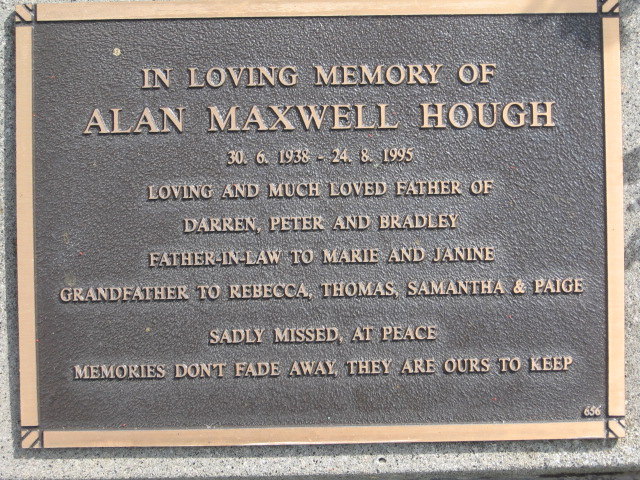 IN LOVING MEMORY OF
ALAN MAXWELL HOUGH
30. 6. 1938 - 24. 8. 1995
LOVING AND MUCH LOVED FATHER OF
DARREN, PETER AND BRADLEY
FATHER-IN-LAW TO MARIE AND JANINE
GRANDFATHER TO REBECCA, THOMAS, SAMANTHA & PAIGE
SADLY MISSED, AT PEACE
MEMORIES DON'T FADE AWAY, THEY ARE OURS TO KEEP
656